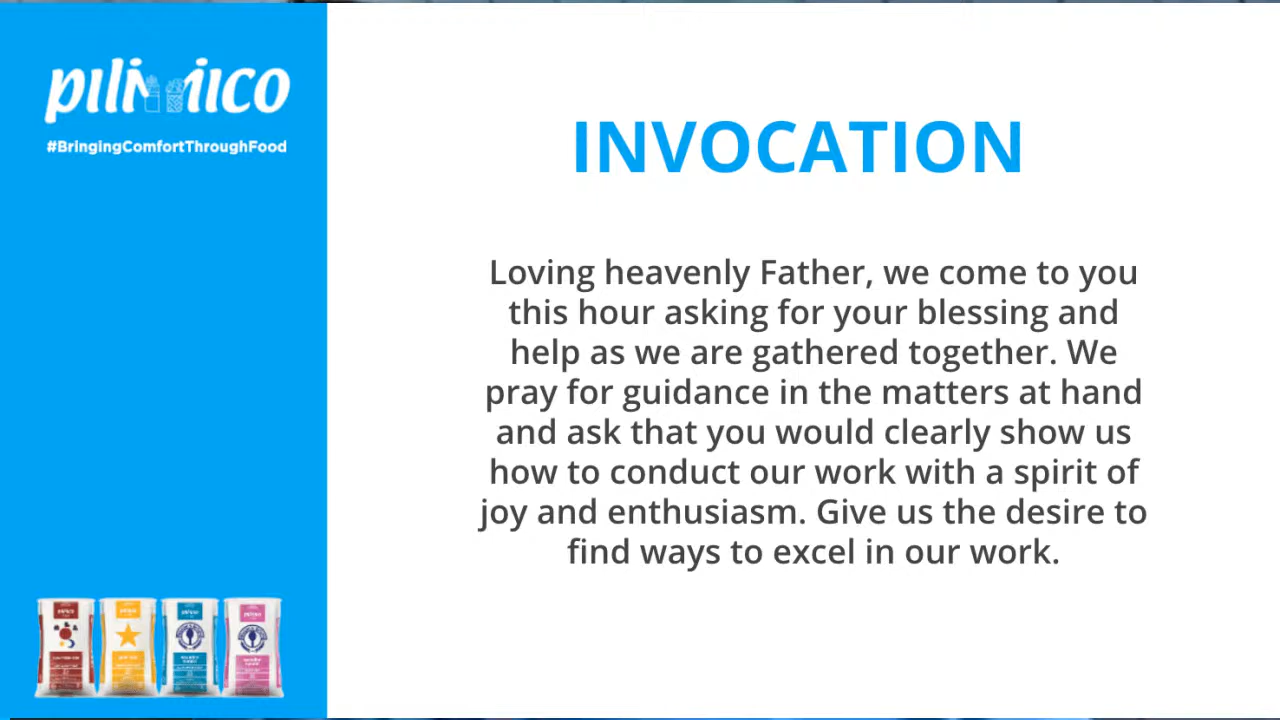 pilmico
#BringingComfortThroughFood
INVOCATION
Loving heavenly Father, we come to you
this hour asking for your blessing and
help as we are gathered together. We
pray for guidance in the matters at hand
and ask that you would clearly show us
how to conduct our work with a spirit of
joy and enthusiasm. Give us the desire to
find ways to excel in our work.